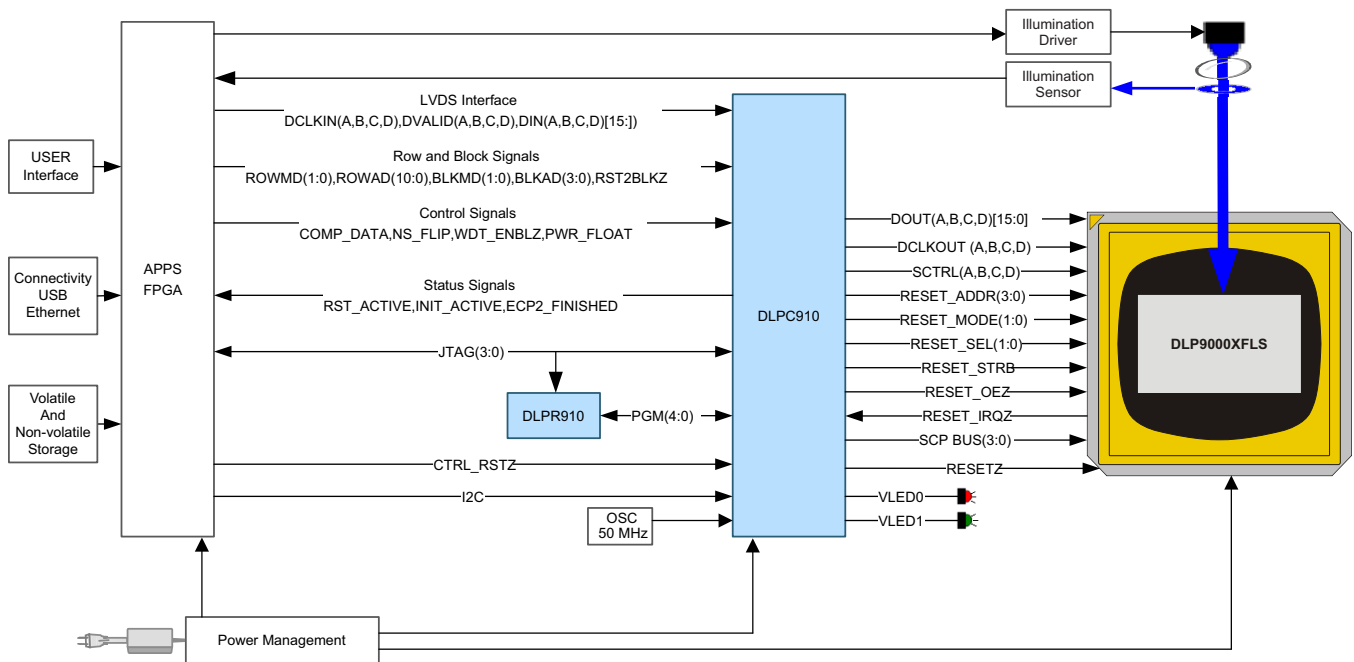 Illumination
Driver
Illumination
Sensor
LVDS Interface
DCLKIN(A,B,C,D),DVALID(A,B,C,D),DIN(A,B,C,D)[15:])
USER
Interface
Row and Block Signals
ROWMD(1:0),ROWAD(10:0),BLKMD(1:0),BLKAD(3:0),RST2BLKZ
Control Signals
COMP_DATA,NS_FLIP,WDT_ENBLZ,PWR_FLOAT
Connectivity
USB
Ethernet
APPS
FPGA
Status Signals
RST_ACTIVE,INIT_ACTIVE,ECP2_FINISHED
DLPC910
JTAG(3:0)
DLPR910
PGM(4:0)
Volatile
And
Non-volatile
Storage
CTRL_RSTZ
I2C
OSC
50 MHz
DOUT(A,B,C,D)[15:0]
DCLKOUT (A,B,C,D)
SCTRL(A,B,C,D)
RESET_ADDR(3:0)
RESET_MODE(1:0)
RESET_SEL(1:0)
RESET_STRB
RESET_OEZ
RESET_IRQZ
SCP BUS(3:0)
RESETZ
VLED0
VLED1
DLP9000XFLS
Power Management